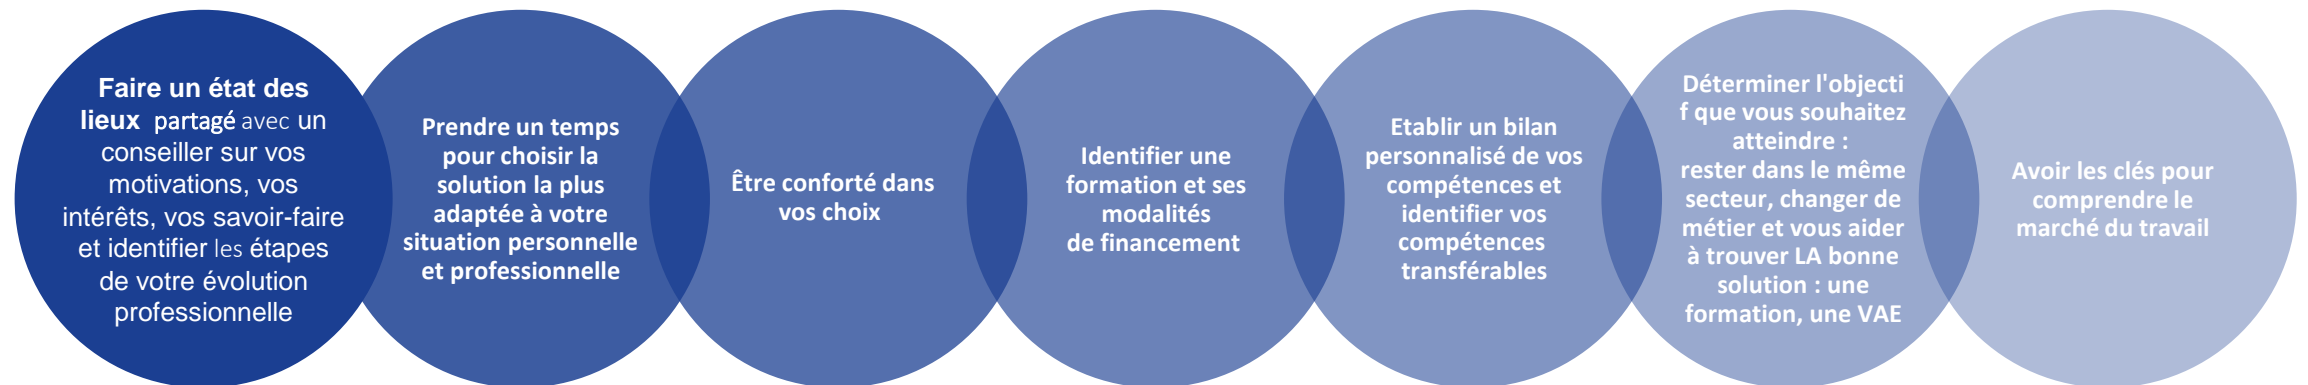 Faire un état des
lieux partagé avec un
conseiller sur vos
motivations, vos
intérêts, vos savoir-faire
et identifier les étapes
de votre évolution
professionnelle
Prendre un temps
pour choisir la
solution la plus
adaptée à votre
situation personnelle
et professionnelle
Être conforté dans
vos choix
Identifier une
formation et ses
modalités
de financement
Etablir un bilan
personnalisé de vos
compétences et
identifier vos
compétences
transférables
Déterminer l'objecti
f que vous souhaitez
atteindre :
rester dans le même
secteur, changer de
métier et vous aider
à trouver LA bonne
solution : une
formation, une VAE
Avoir les clés pour
comprendre le
marché du travail